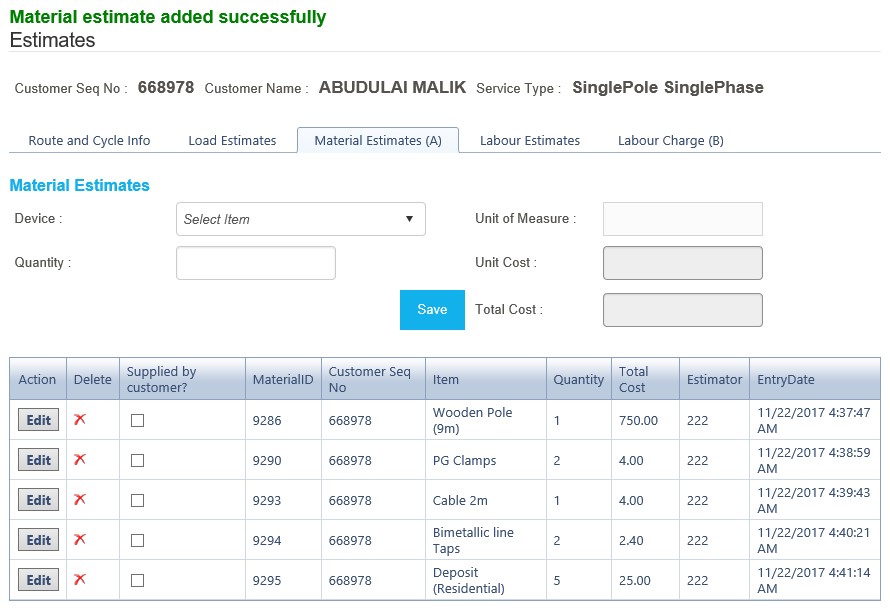 Material estimate added successfully
Estimates
Customer Seq No : 668978 Customer Name : ABUDULAI MALIK Service Type : SinglePole SinglePhase
Route and Cycle Info Load Estimates Material Estimates (A) Labour Estimates Labour Charge (B)
Material Estimates
Device : Select Item Unit of Measure :
Quantity : Unit Cost :
Save Total Cost :
Action Delete Supplied by customer? MaterialID Customer Seq No Item Quantity Total Cost Estimator EntryDate
Edit 9286 668978 Wooden Pole (9m) 1 750.00 222 11/22/2017 4:37:47 AM
Edit 9290 668978 PG Clamps 2 4.00 222 11/22/2017 4:38:59 AM
Edit 9293 668978 Cable 2m 1 4.00 222 11/22/2017 4:39:43 AM
Edit 9294 668978 Bimetallic line Taps 2 2.40 222 11/22/2017 4:40:21 AM
Edit 9295 668978 Deposit (Residential) 5 25.00 222 11/22/2017 4:41:14 AM